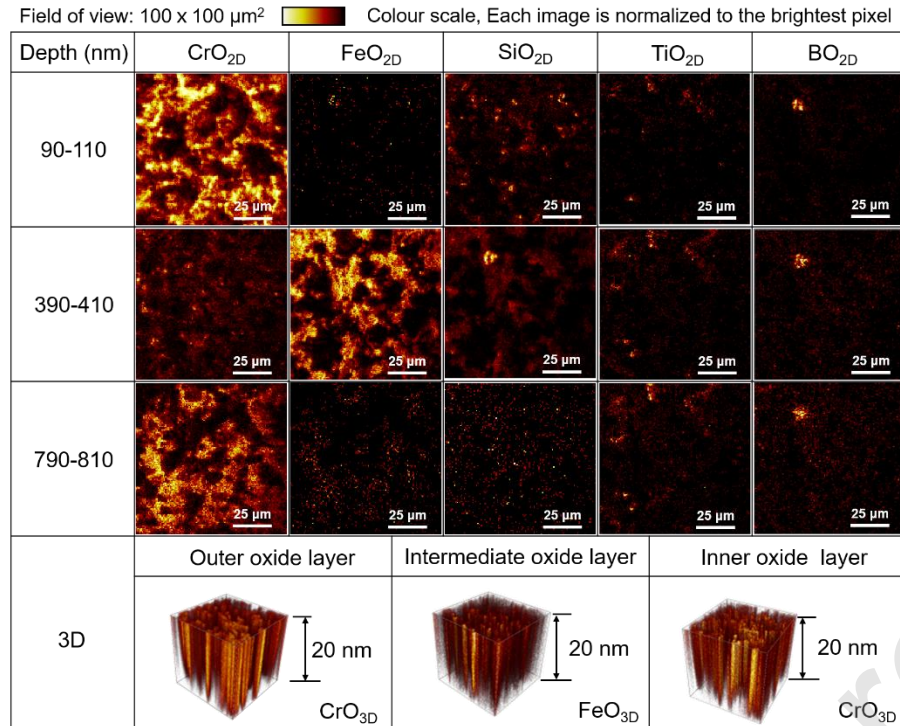 Field of view: 100 x 100 µm² Colour scale, Each image is normalized to the brightest pixel
Depth (nm) CrO₂D FeO₂D SiO₂D TiO₂D BO₂D
90-110
25 µm 25 µm 25 µm 25 µm 25 µm
390-410
25 µm 25 µm 25 µm 25 µm 25 µm
790-810
25 µm 25 µm 25 µm 25 µm 25 µm
Outer oxide layer Intermediate oxide layer Inner oxide layer
3D
20 nm 20 nm 20 nm
CrO₃D FeO₃D CrO₃D